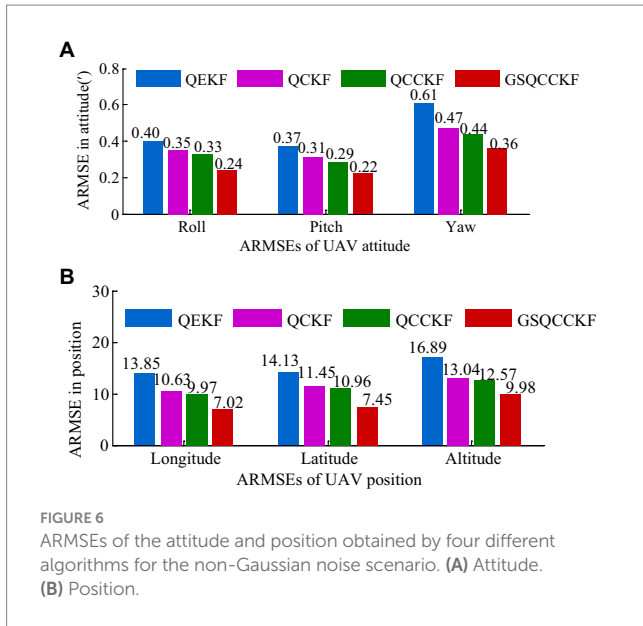 A
ARMSE in attitude(′)
0.8
0.6
0.4
0.2
0
QEKF QCKF QCCKF GSQCCKF
0.40 0.35 0.33 0.24
0.37 0.31 0.29 0.22
0.61 0.47 0.44 0.36
Roll Pitch Yaw
ARMSEs of UAV attitude
B
ARMSE in position
30
20
10
0
QEKF QCKF QCCKF GSQCCKF
13.85 10.63 9.97 7.02
14.13 11.45 10.96 7.45
16.89 13.04 12.57 9.98
Longitude Latitude Altitude
ARMSEs of UAV position
FIGURE 6
ARMSEs of the attitude and position obtained by four different
algorithms for the non-Gaussian noise scenario. (A) Attitude.
(B) Position.